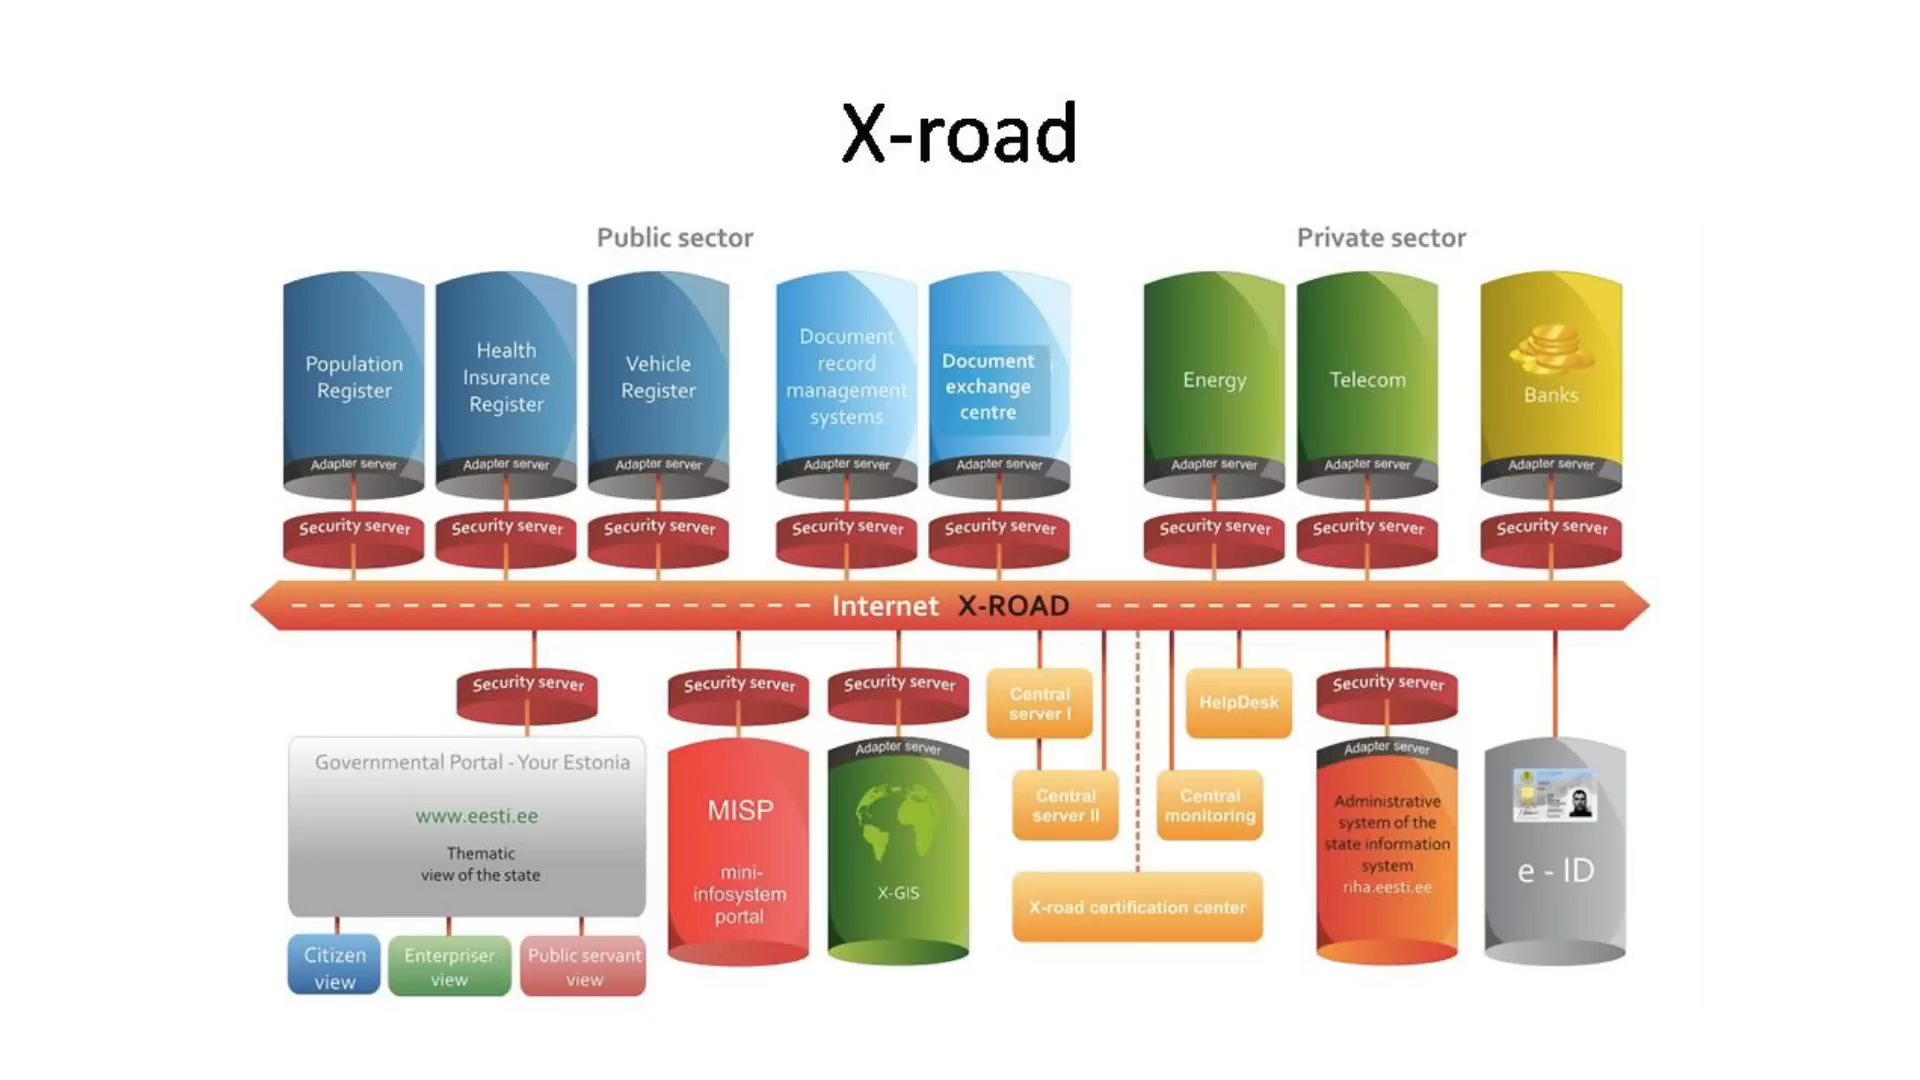 X-road
Public sector
Private sector
Population
Register
Health
Insurance
Register
Vehicle
Register
Document
record
management
systems
Document
exchange
centre
Energy
Telecom
Banks
Adapter server
Adapter server
Adapter server
Adapter server
Adapter server
Adapter server
Adapter server
Adapter server
Security server
Security server
Security server
Security server
Security server
Security server
Security server
Security server
Internet X-ROAD
Security server
Security server
Security server
Central
server I
HelpDesk
Security server
Governmental Portal - Your Estonia
www.eesti.ee
Thematic
view of the state
MISP
mini-
infosystem
portal
Adapter server
X-GIS
Central
server II
Central
monitoring
X-road certification center
Adapter server
Administrative
system of the
state information
system
riha.eesti.ee
e - ID
Citizen
view
Enterpriser
view
Public servant
view